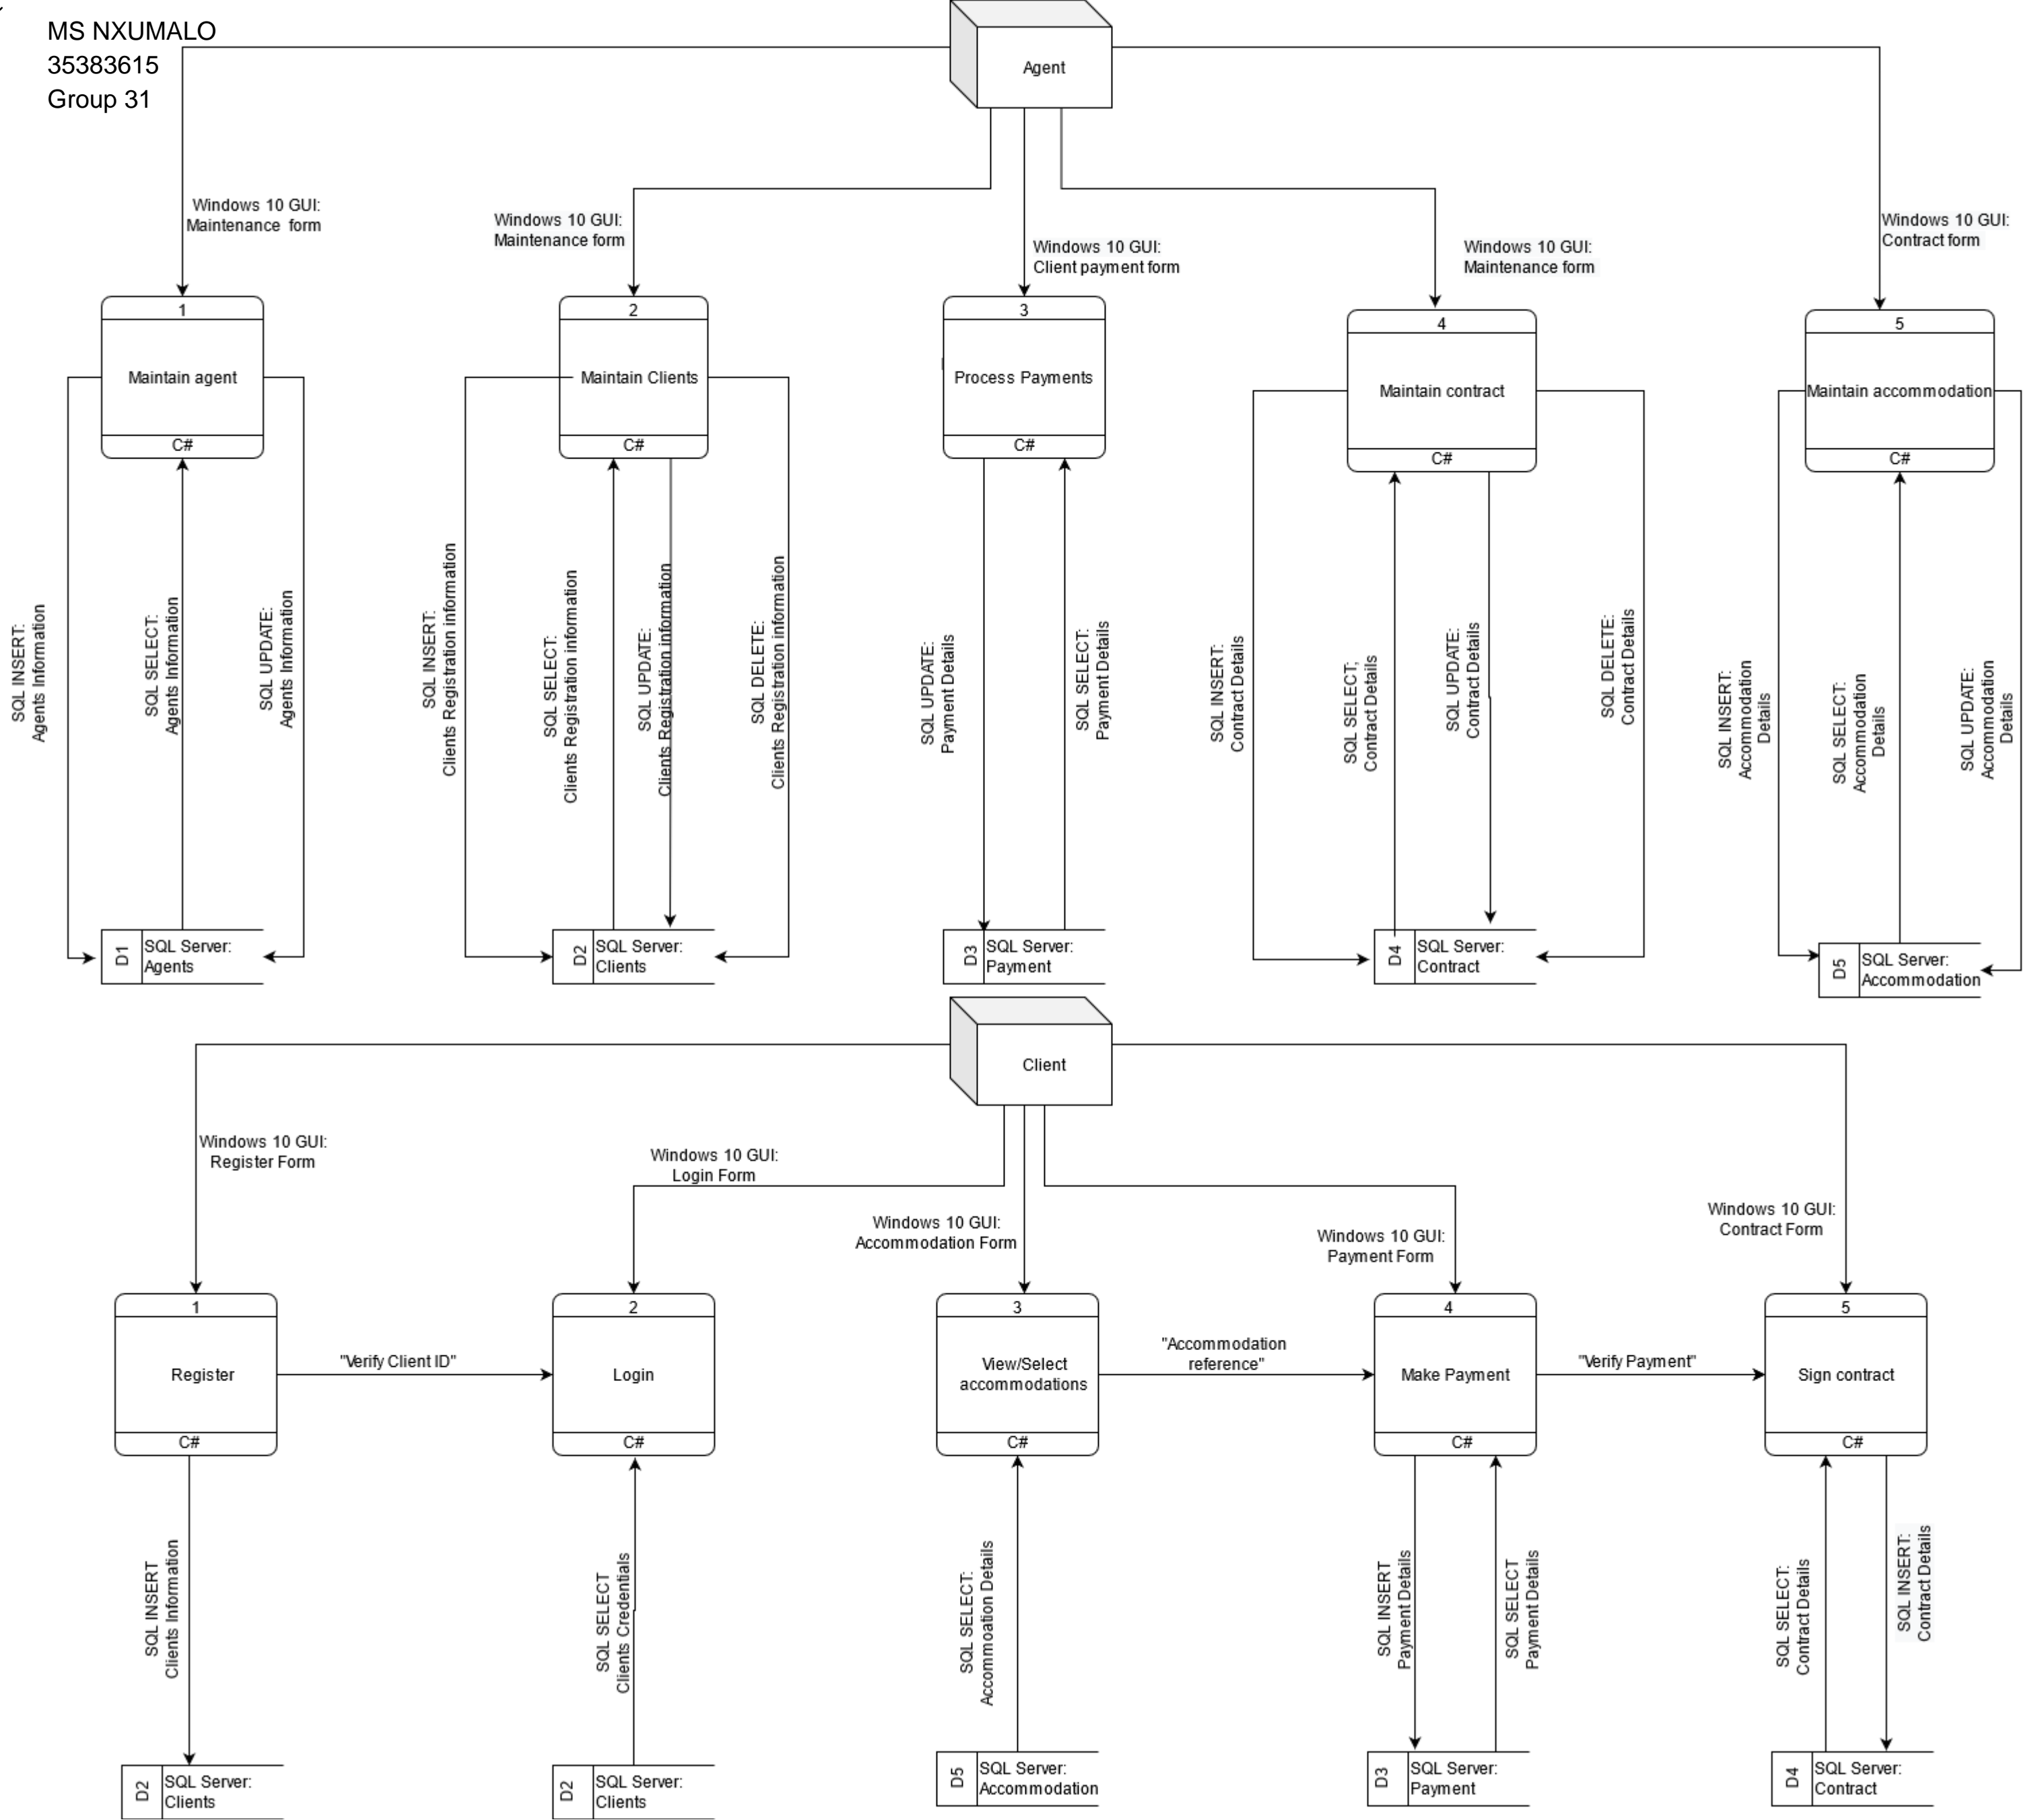 MS NXUMALO
35383615
Group 31
Agent
Windows 10 GUI:
Maintenance form
Windows 10 GUI:
Maintenance form
Windows 10 GUI:
Client payment form
Windows 10 GUI:
Maintenance form
Windows 10 GUI:
Contract form
1
Maintain agent
C#
2
Maintain Clients
C#
3
Process Payments
C#
4
Maintain contract
C#
5
Maintain accommodation
C#
SQL INSERT:
Agents Information
SQL SELECT:
Agents Information
SQL UPDATE:
Agents Information
SQL INSERT:
Clients Registration information
SQL SELECT:
Clients Registration information
SQL UPDATE:
Clients Registration information
SQL DELETE:
Clients Registration information
SQL UPDATE:
Payment Details
SQL SELECT:
Payment Details
SQL INSERT:
Contract Details
SQL SELECT;
Contract Details
SQL UPDATE:
Contract Details
SQL DELETE:
Contract Details
SQL INSERT:
Accommodation
Details
SQL SELECT:
Accommodation
Details
SQL UPDATE:
Accommodation
Details
D1
SQL Server:
Agents
D2
SQL Server:
Clients
D3
SQL Server:
Payment
D4
SQL Server:
Contract
D5
SQL Server:
Accommodation
Client
Windows 10 GUI:
Register Form
Windows 10 GUI:
Login Form
Windows 10 GUI:
Accommodation Form
Windows 10 GUI:
Payment Form
Windows 10 GUI:
Contract Form
1
Register
C#
"Verify Client ID"
2
Login
C#
3
View/Select
accommodations
C#
"Accommodation
reference"
4
Make Payment
C#
"Verify Payment"
5
Sign contract
C#
SQL INSERT
Clients Information
SQL SELECT
Clients Credentials
SQL SELECT:
Accommoation Details
SQL INSERT
Payment Details
SQL SELECT
Payment Details
SQL SELECT:
Contract Details
SQL INSERT:
Contract Details
D2
SQL Server:
Clients
D2
SQL Server:
Clients
D5
SQL Server:
Accommodation
D3
SQL Server:
Payment
D4
SQL Server:
Contract